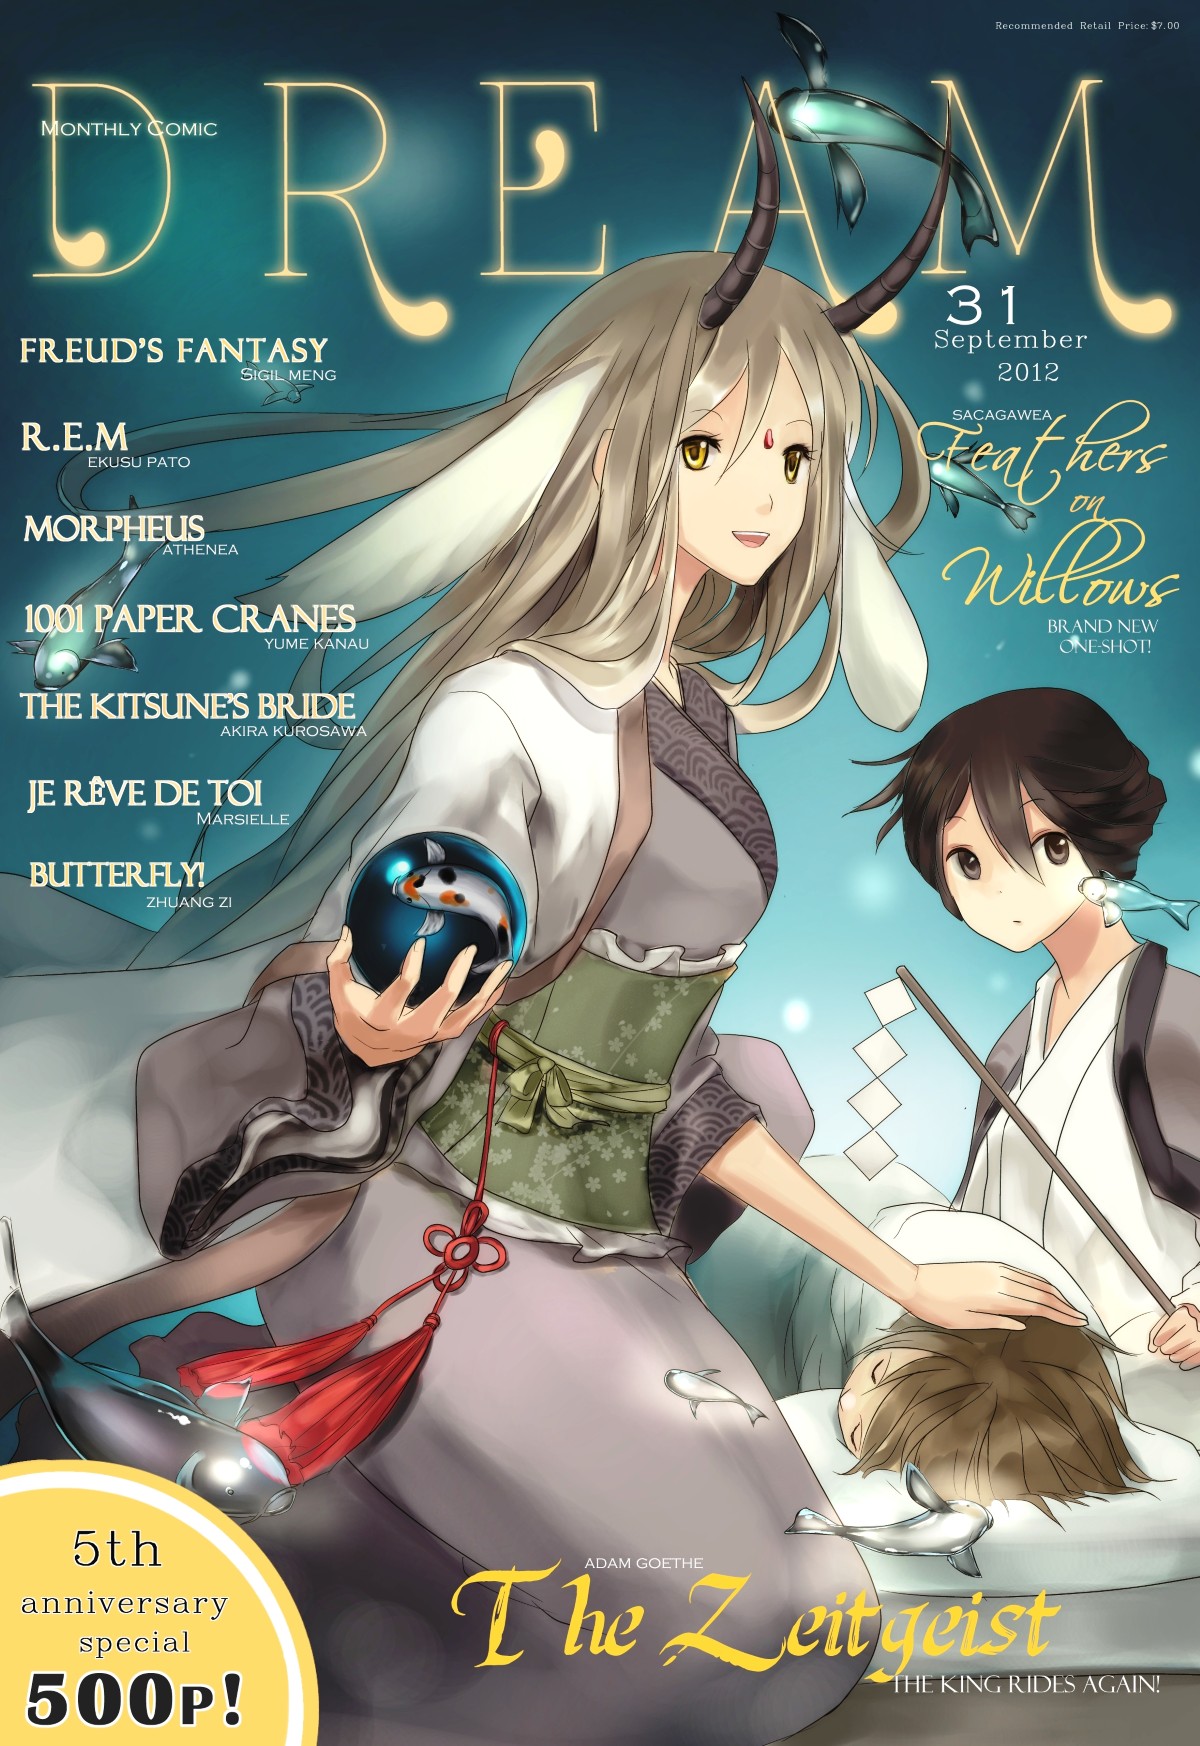 Recommended Retail Price: $7.00
DREAM
Monthly Comic
31
September
2012
FREUD'S FANTASY
SIGIL MENG
R.E.M
EKUSU PATO
MORPHEUS
ATHENEA
1001 PAPER CRANES
YUME KANAU
THE KITSUNE'S BRIDE
AKIRA KUROSAWA
JE RÊVE DE TOI
MARSIELLE
BUTTERFLY!
ZHUANG ZI
SACAGAWEA
Feathers
on
Willows
BRAND NEW
ONE-SHOT!
5th
anniversary
special
500P!
ADAM GOETHE
The Zeitgeist
THE KING RIDES AGAIN!